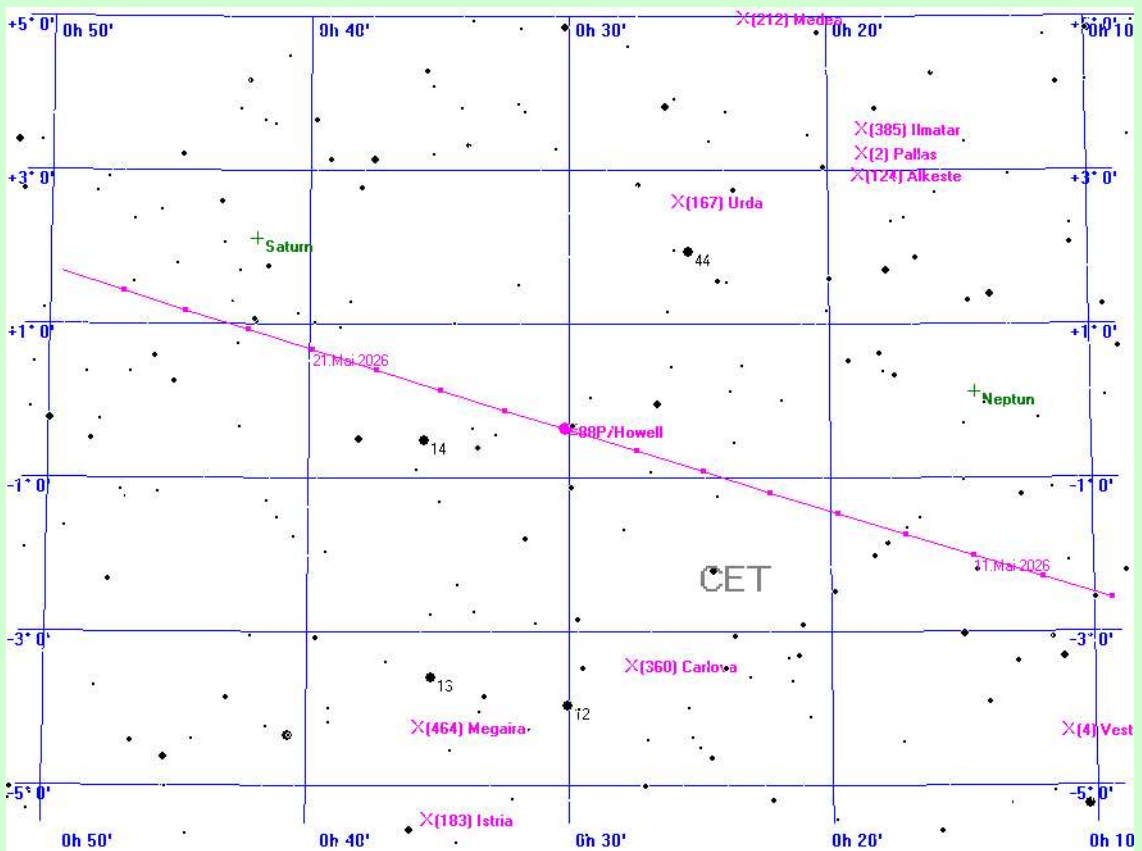 (212) Medea
+5° 0' 0h 50' 0h 40' 0h 30' 0h 20' +5° 0' 0h 10'
(385) Ilmatar
(2) Pallas
+3° 0' (124) Alkeste +3° 0'
(167) Urda
Saturn
44
+1° 0' +1° 0'
21.Mai 2026
Neptun
88P/Howell
14
-1° 0' -1° 0'
11.Mai 2026
CET
-3° 0' -3° 0'
(360) Carlova
13
12
(464) Megaira (4) Vest
-5° 0' -5° 0'
(183) Istria
0h 50' 0h 40' 0h 30' 0h 20' 0h 10